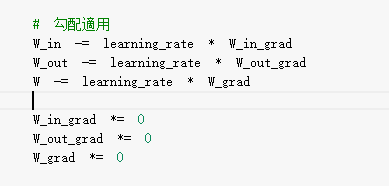 # 勾配適用
W_in -= learning_rate * W_in_grad
W_out -= learning_rate * W_out_grad
W -= learning_rate * W_grad
W_in_grad *= 0
W_out_grad *= 0
W_grad *= 0